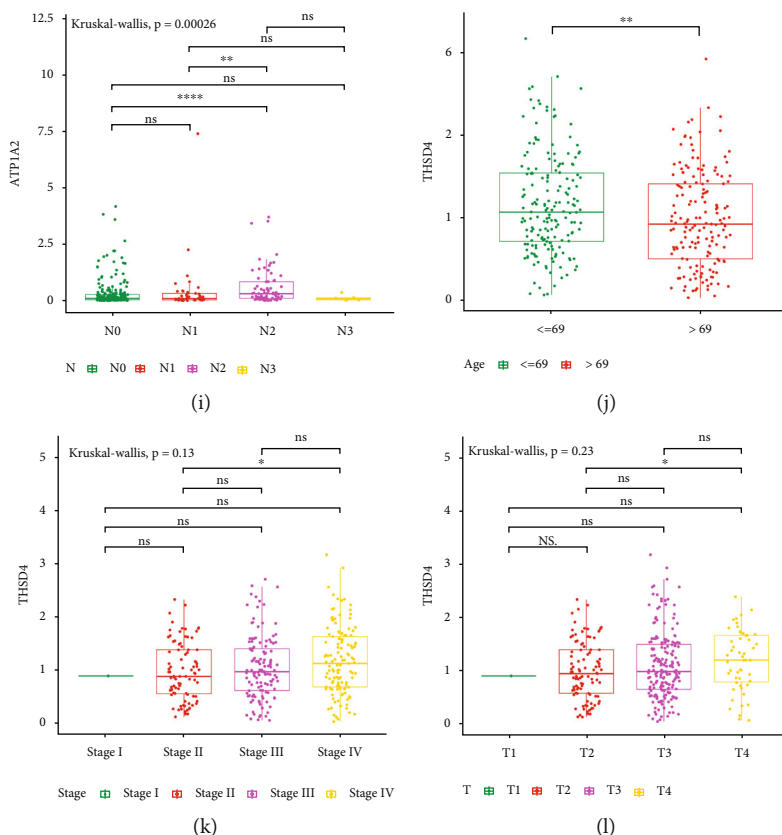 12.5
Kruskal-wallis, p = 0.00026
ns
ns
10.0
**
ns
****
7.5
ns
ATP1A2
5
2.5
0
N0
N1
N2
N3
N
N0
N1
N2
N3
(i)
**
6
2
THSD4
1
0
<=69
> 69
Age
<=69
> 69
(j)
5
Kruskal-wallis, p = 0.13
ns
*
ns
ns
4
ns
ns
3
THSD4
2
1
0
Stage I
Stage II
Stage III
Stage IV
Stage
Stage I
Stage II
Stage III
Stage IV
(k)
5
Kruskal-wallis, p = 0.23
ns
*
ns
ns
4
ns
NS.
3
THSD4
2
1
0
T1
T2
T3
T4
T
T1
T2
T3
T4
(l)